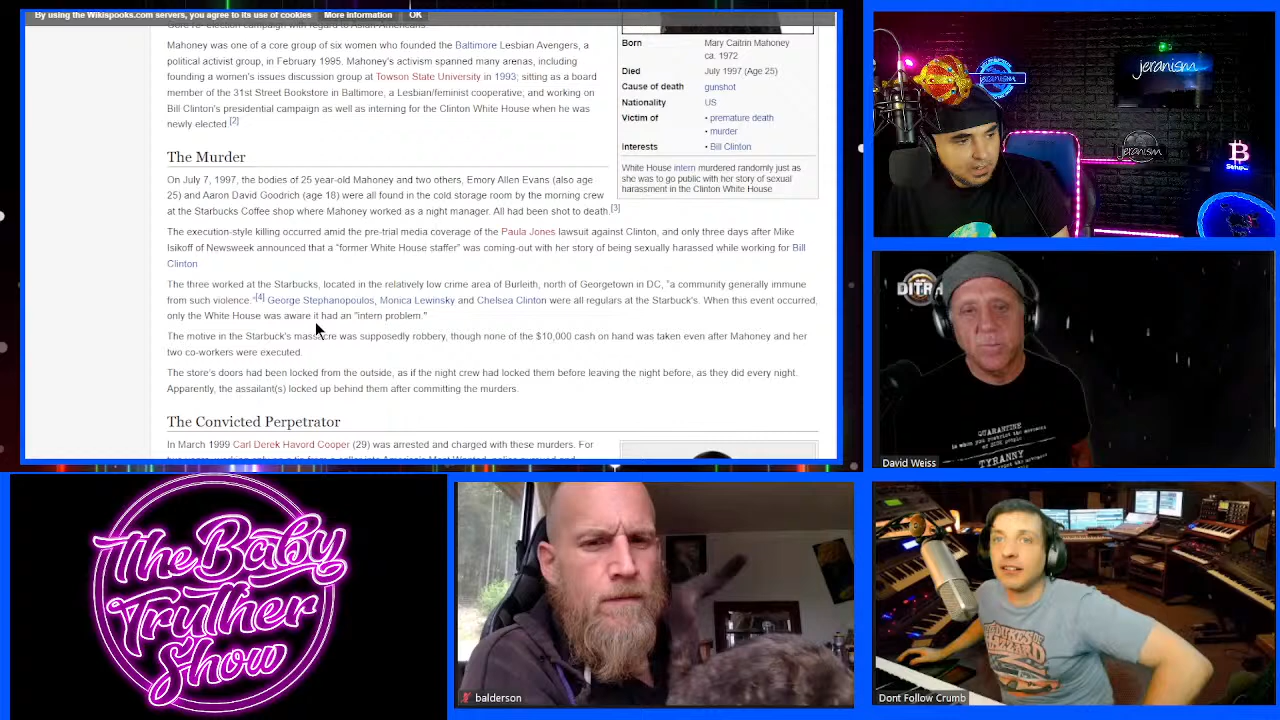 By using the Wikispooks.com servers, you agree to its use of cookies More information OK
Mahoney was one of a core group of six women who founded the Baltimore Lesbian Avengers, a
political activist group, in February 1995. Mahoney's activism spanned many arenas, including
founding a women's issues discussion group at Towson State University in 1993; sitting as a board
member of the 31st Street Bookstore in Baltimore, a Lesbian/feminist cooperative, and working on
Bill Clinton's presidential campaign as well as interning for the Clinton White House when he was
newly elected.[2]
Born Mary Caitrin Mahoney
ca. 1972
Died July 1997 (Age 25)
Cause of death gunshot
Nationality US
Victim of • premature death
• murder
Interests • Bill Clinton
White House intern murdered randomly just as
she was to go public with her story of sexual
harassment in the Clinton White House
The Murder
On July 7, 1997, the bodies of 25 year-old Mahoney and two others, Emory Allen Evans (also age
25) and Aaron David Goodrich (age 18) were all found in the cold storage room by the morning crew
at the Starbucks Coffee shop where Mahoney worked as a night manager. All had been shot to death.[3]
The execution-style killing occurred amid the pre-trial media coverage of the Paula Jones lawsuit against Clinton, and only three days after Mike
Isikoff of Newsweek announced that a "former White House staffer" was coming-out with her story of being sexually harassed while working for Bill
Clinton
The three worked at the Starbucks, located in the relatively low crime area of Burleith, north of Georgetown in DC, "a community generally immune
from such violence."[4] George Stephanopoulos, Monica Lewinsky and Chelsea Clinton were all regulars at the Starbuck's. When this event occurred,
only the White House was aware it had an "intern problem."
The motive in the Starbuck's massacre was supposedly robbery, though none of the $10,000 cash on hand was taken even after Mahoney and her
two co-workers were executed.
The store's doors had been locked from the outside, as if the night crew had locked them before leaving the night before, as they did every night.
Apparently, the assailant(s) locked up behind them after committing the murders.
The Convicted Perpetrator
In March 1999 Carl Derek Havord Cooper (29) was arrested and charged with these murders. For
jeranism
jeranism
jeranism
DITRH
QUARANTINE
TYRANNY
David Weiss
The Baby
Truther
Show
balderson
DUKES OF
HAZZARD
Dont Follow Crumb